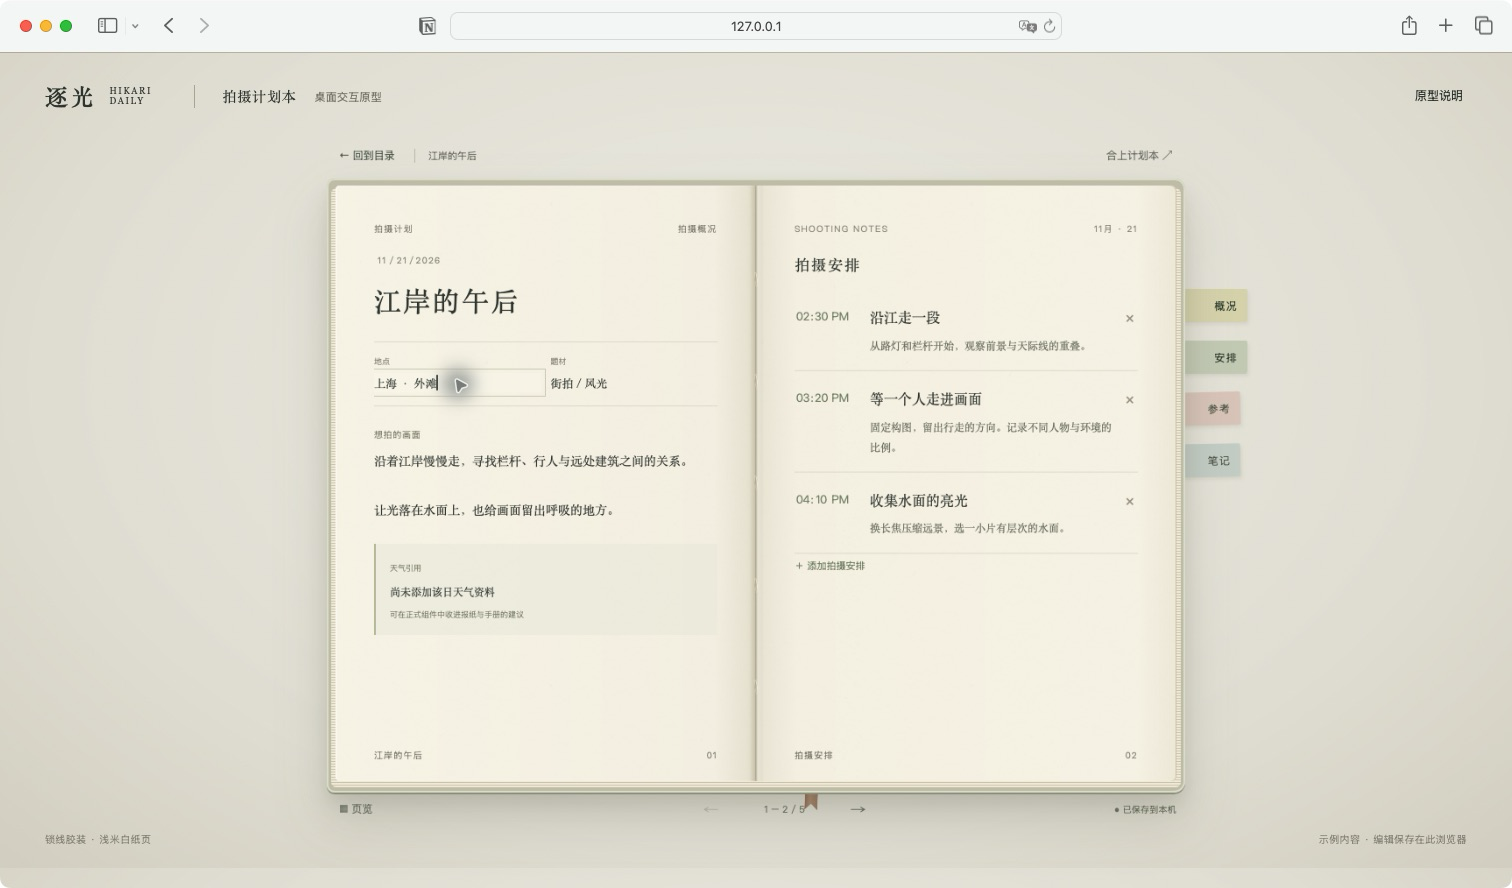 127.0.0.1
逐光
HIKARI
DAILY
拍摄计划本
桌面交互原型
原型说明
← 回到目录
江岸的午后
合上计划本 ↗
拍摄计划
拍摄概况
11 / 21 / 2026
江岸的午后
地点
题材
上海 · 外滩
街拍 / 风光
想拍的画面
沿着江岸慢慢走，寻找栏杆、行人与远处建筑之间的关系。
让光落在水面上，也给画面留出呼吸的地方。
天气引用
尚未添加该日天气资料
可在正式组件中收进报纸与手册的建议
江岸的午后
01
SHOOTING NOTES
11月 · 21
拍摄安排
02:30 PM
沿江走一段
×
从路灯和栏杆开始，观察前景与天际线的重叠。
03:20 PM
等一个人走进画面
×
固定构图，留出行走的方向。记录不同人物与环境的
比例。
04:10 PM
收集水面的亮光
×
换长焦压缩远景，选一小片有层次的水面。
+ 添加拍摄安排
拍摄安排
02
概况
安排
参考
笔记
页览
←
1 — 2 / 5
→
已保存到本机
锁线胶装 · 浅米白纸页
示例内容 · 编辑保存在此浏览器